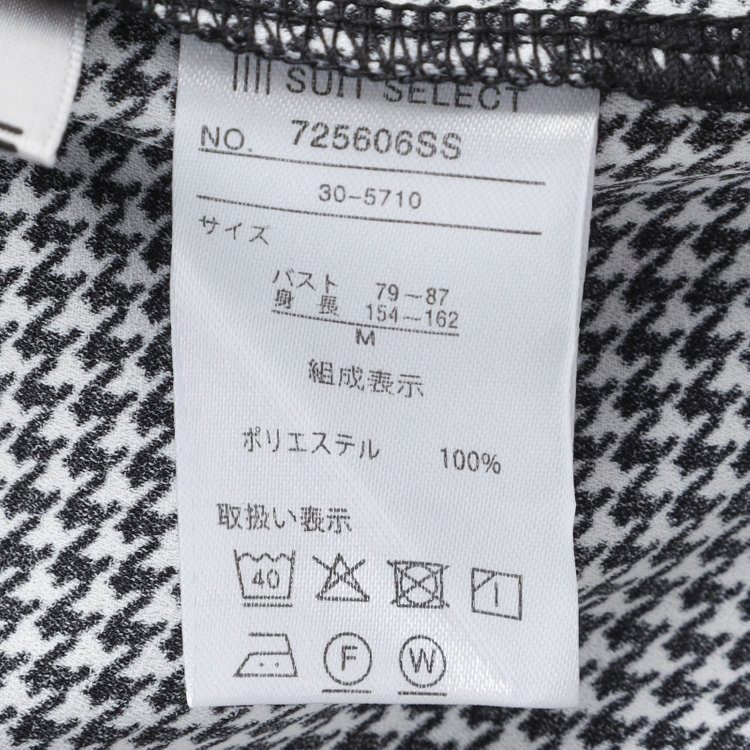 SUIT SELECT
NO. 725606SS
30-5710
サイズ
バスト 79〜87
身長 154〜162
M
組成表示
ポリエステル 100%
取扱い表示
40
F W